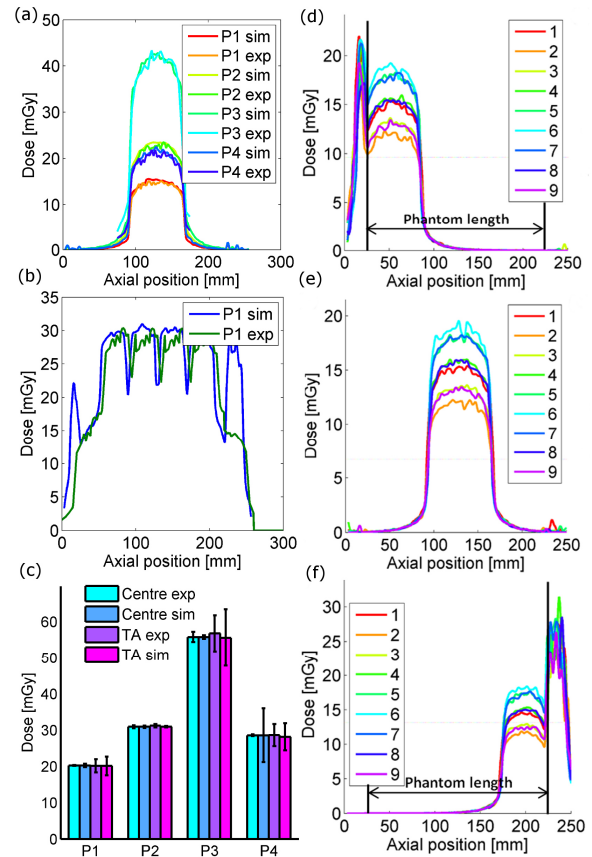 (a)
Dose [mGy]
50
40
30
20
10
0
0 100 200 300
Axial position [mm]
P1 sim
P1 exp
P2 sim
P2 exp
P3 sim
P3 exp
P4 sim
P4 exp
(b)
Dose [mGy]
35
30
25
20
15
10
5
0
0 100 200 300
Axial position [mm]
P1 sim
P1 exp
(c)
Dose [mGy]
60
50
40
30
20
10
0
P1 P2 P3 P4
Centre exp
Centre sim
TA exp
TA sim
(d)
Dose [mGy]
20
15
10
5
0
0 50 100 150 200 250
Axial position [mm]
Phantom length
1
2
3
4
5
6
7
8
9
(e)
Dose [mGy]
20
15
10
5
0
0 50 100 150 200 250
Axial position [mm]
1
2
3
4
5
6
7
8
9
(f)
Dose [mGy]
30
25
20
15
10
5
0
0 50 100 150 200 250
Axial position [mm]
Phantom length
1
2
3
4
5
6
7
8
9